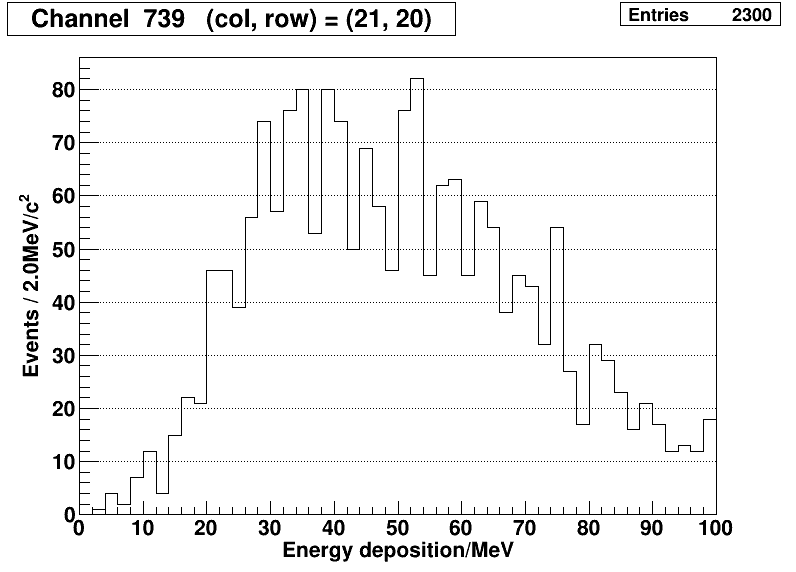 Channel 739 (col, row) = (21, 20)
Entries 2300
Events / 2.0MeV/c²
80
70
60
50
40
30
20
10
0
0 10 20 30 40 50 60 70 80 90 100
Energy deposition/MeV